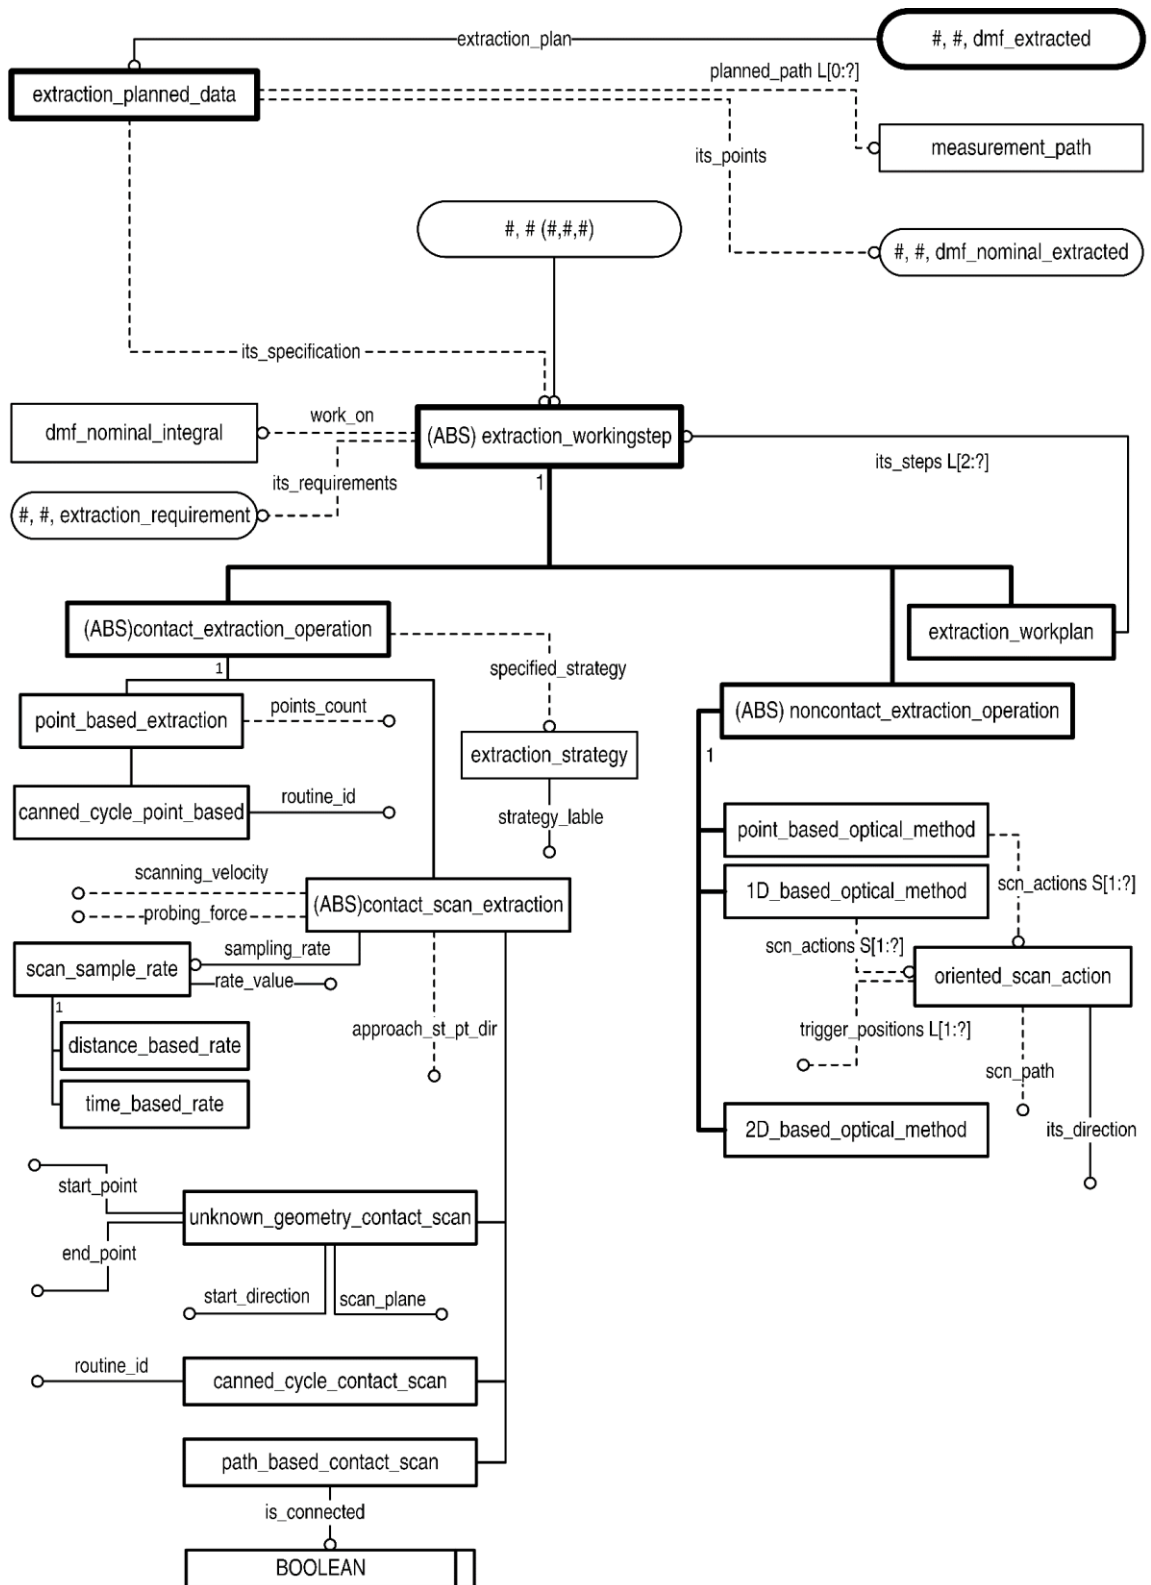 extraction_plan
#, #, dmf_extracted
extraction_planned_data
planned_path L[0:?]
measurement_path
its_points
#, # (#,#,#)
#, #, dmf_nominal_extracted
its_specification
dmf_nominal_integral
work_on
(ABS) extraction_workingstep
its_steps L[2:?]
its_requirements
1
#, #, extraction_requirement
(ABS)contact_extraction_operation
extraction_workplan
1
specified_strategy
point_based_extraction
points_count
(ABS) noncontact_extraction_operation
extraction_strategy
1
canned_cycle_point_based
routine_id
strategy_lable
point_based_optical_method
scanning_velocity
1D_based_optical_method
scn_actions S[1:?]
(ABS)contact_scan_extraction
probing_force
sampling_rate
scn_actions S[1:?]
scan_sample_rate
rate_value
oriented_scan_action
1
approach_st_pt_dir
trigger_positions L[1:?]
distance_based_rate
scn_path
time_based_rate
2D_based_optical_method
its_direction
start_point
unknown_geometry_contact_scan
end_point
start_direction
scan_plane
routine_id
canned_cycle_contact_scan
path_based_contact_scan
is_connected
BOOLEAN